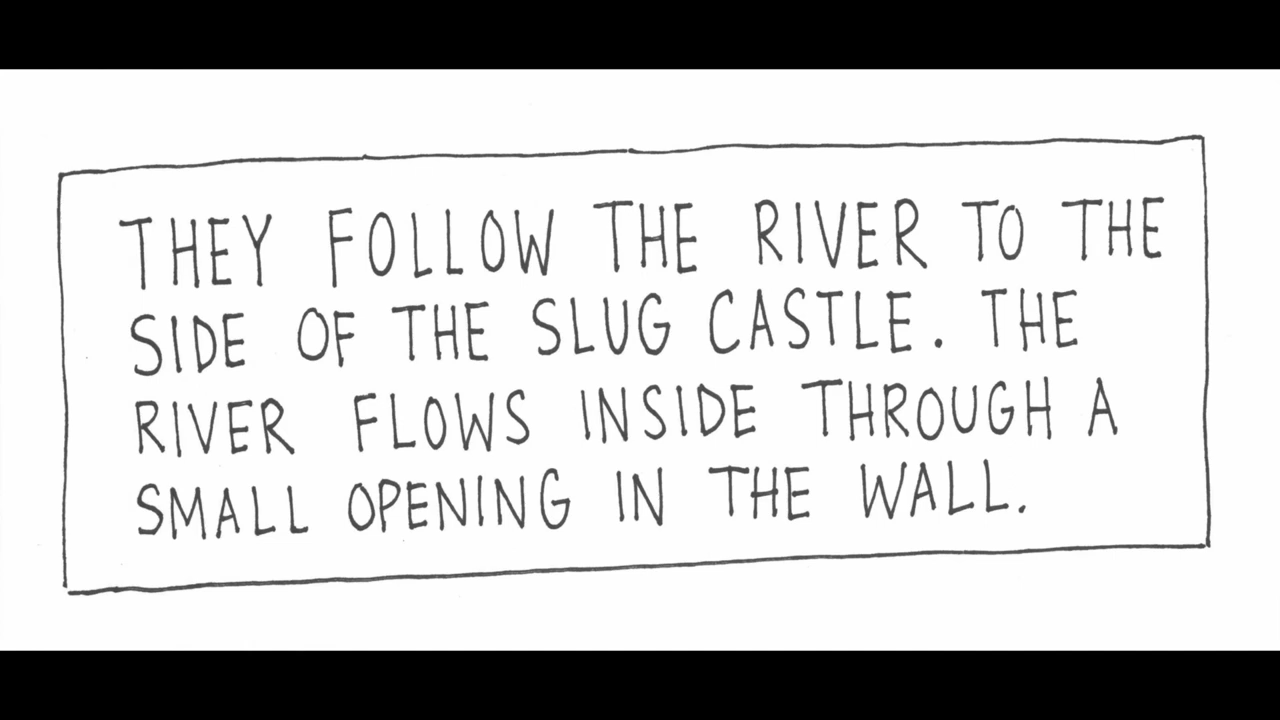 THEY FOLLOW THE RIVER TO THE
SIDE OF THE SLUG CASTLE. THE
RIVER FLOWS INSIDE THROUGH A
SMALL OPENING IN THE WALL.